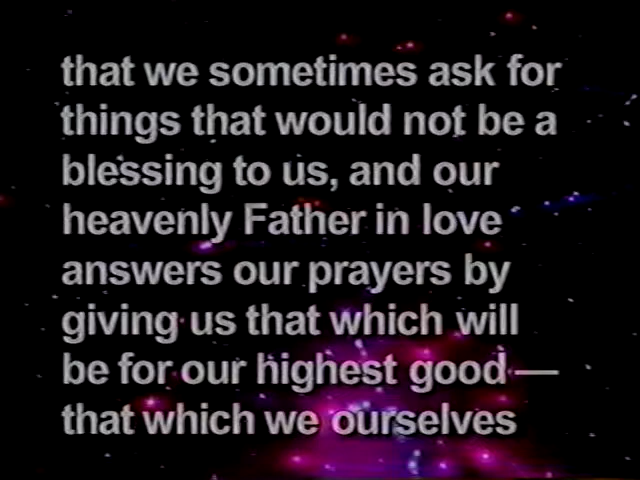 that we sometimes ask for
things that would not be a
blessing to us, and our
heavenly Father in love
answers our prayers by
giving us that which will
be for our highest good —
that which we ourselves